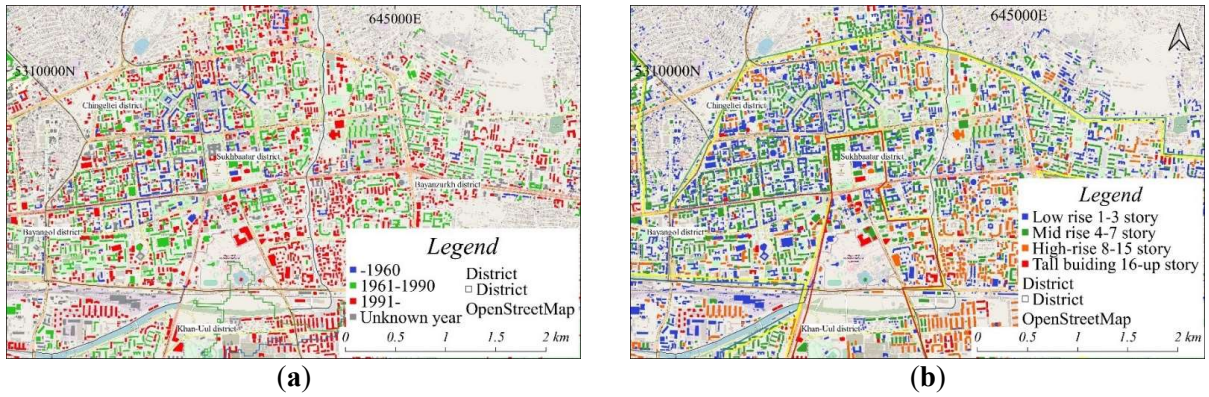 645000E
5310000N
Chingeltei district
Sukhbaatar district
Bayanzurkh district
Bayangol district
Khan-Uul district
Legend
-1960
1961-1990
1991-
Unknown year
District
District
OpenStreetMap
0 0.5 1 1.5 2 km
(a)
645000E
5310000N
Chingeltei district
Sukhbaatar district
Bayangol district
Khan-Uul district
Legend
Low rise 1-3 story
Mid rise 4-7 story
High-rise 8-15 story
Tall buiding 16-up story
District
District
OpenStreetMap
0 0.5 1 1.5 2 km
(b)